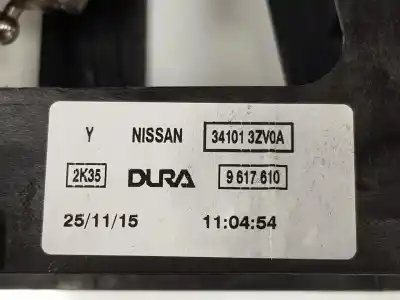 Y NISSAN 34101 3ZV0A
2K35 DURA 9 617 610
25/11/15 11:04:54